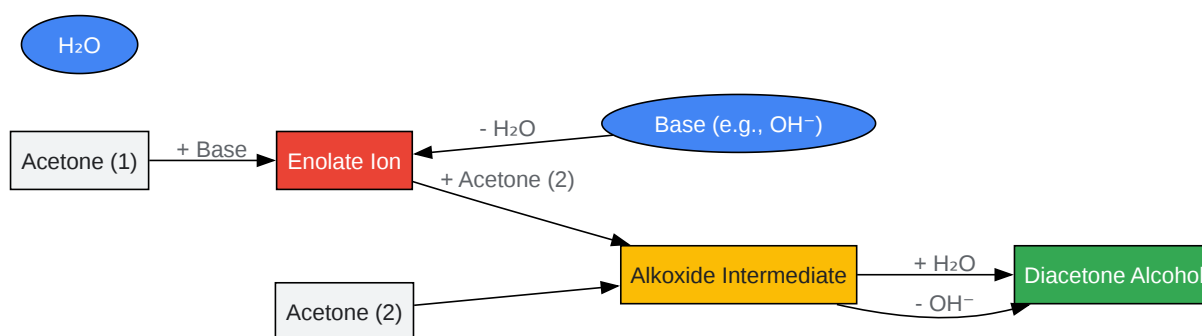 H₂O
Acetone (1)
+ Base
Enolate Ion
- H₂O
Base (e.g., OH⁻)
+ Acetone (2)
Acetone (2)
Alkoxide Intermediate
+ H₂O
- OH⁻
Diacetone Alcohol